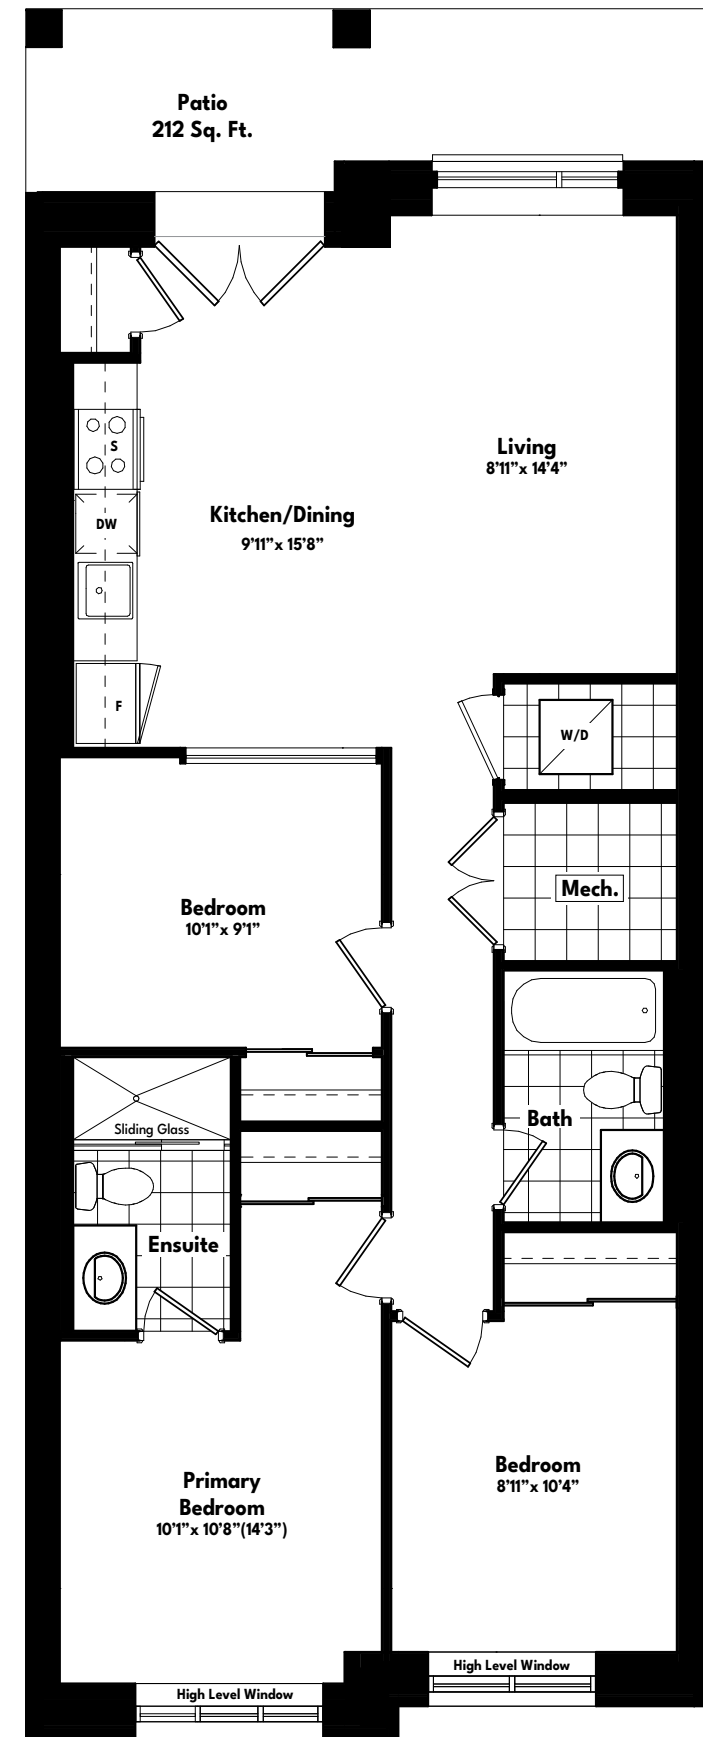 Patio
212 Sq. Ft.
Living
8’11”x 14’4”
S
DW
Kitchen/Dining
9’11”x 15’8”
F
W/D
Mech.
Bedroom
10’1”x 9’1”
Sliding Glass
Bath
Ensuite
Bedroom
8’11”x 10’4”
Primary
Bedroom
10’1”x 10’8”(14’3”)
High Level Window
High Level Window